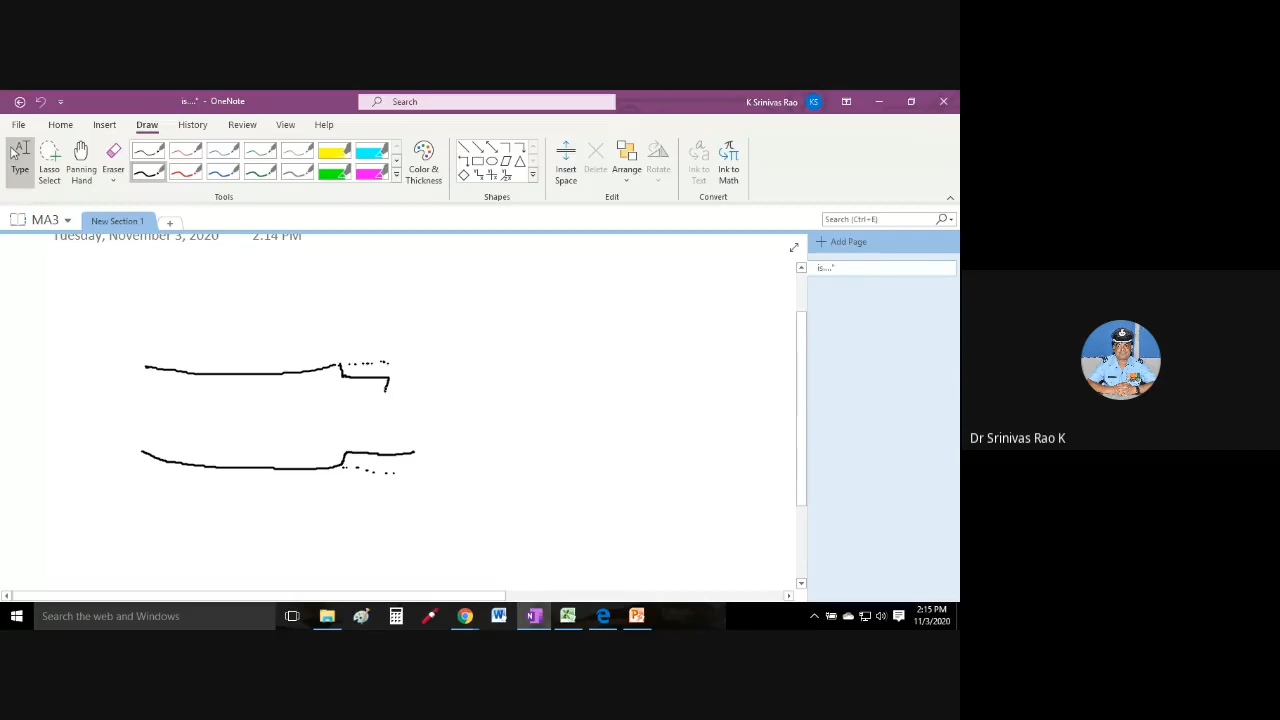 is...." - OneNote
Search
K Srinivas Rao
KS
File Home Insert Draw History Review View Help
Type
Lasso Select
Panning Hand
Eraser
Color & Thickness
Insert Space
Delete
Arrange
Rotate
Ink to Text
Ink to Math
Tools
Shapes
Edit
Convert
MA3
New Section 1
Search (Ctrl+E)
Tuesday, November 3, 2020 2:14 PM
Add Page
is...."
Dr Srinivas Rao K
Search the web and Windows
2:15 PM
11/3/2020